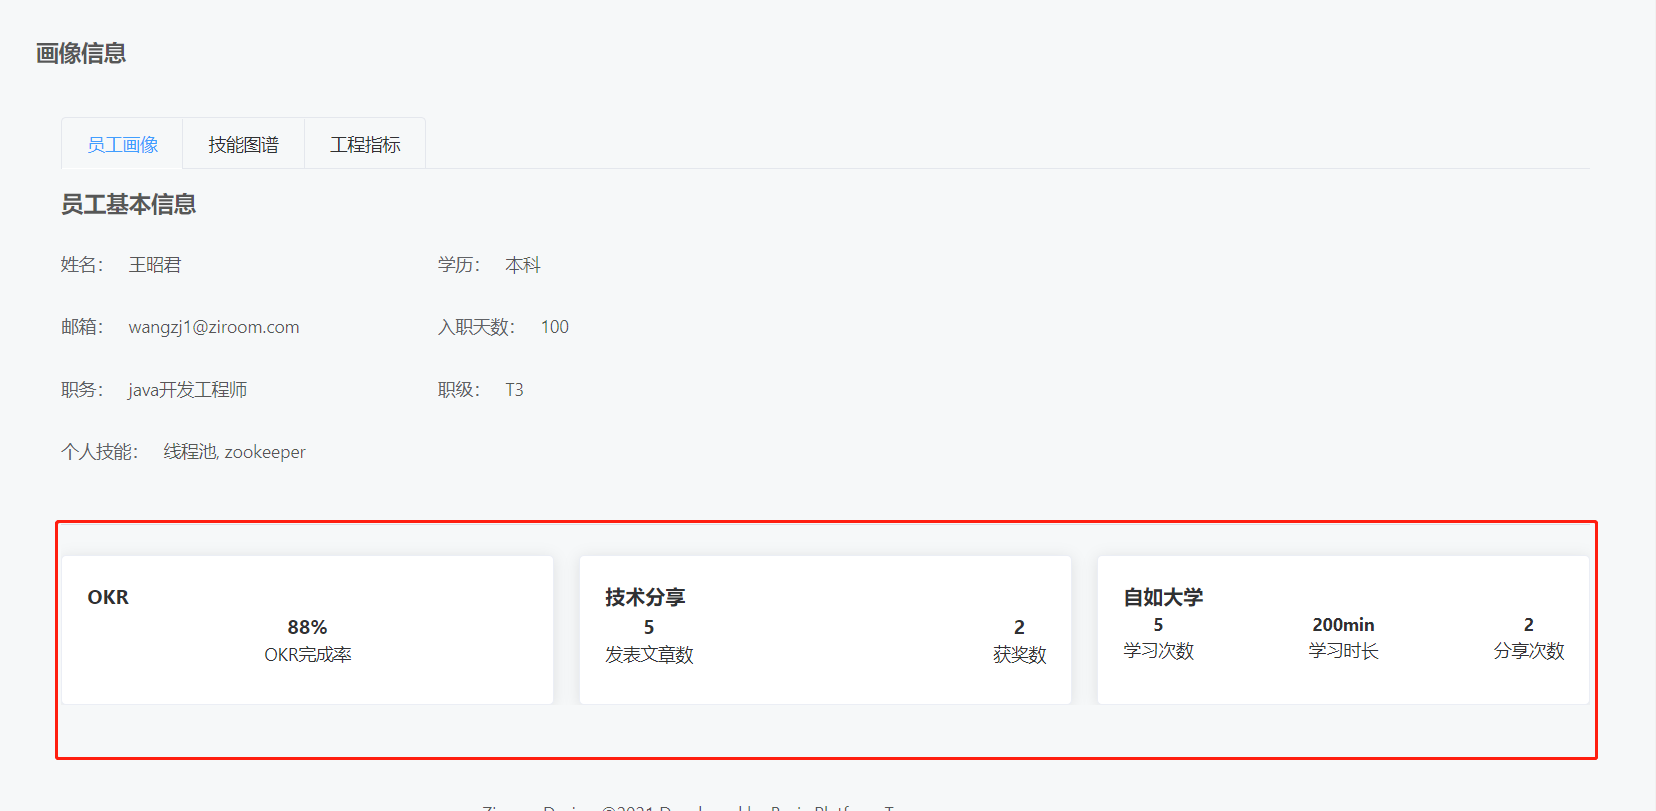 画像信息
员工画像 技能图谱 工程指标
员工基本信息
姓名： 王昭君 学历： 本科
邮箱： wangzj1@ziroom.com 入职天数： 100
职务： java开发工程师 职级： T3
个人技能： 线程池, zookeeper
OKR
88%
OKR完成率
技术分享
5 2
发表文章数 获奖数
自如大学
5 200min 2
学习次数 学习时长 分享次数